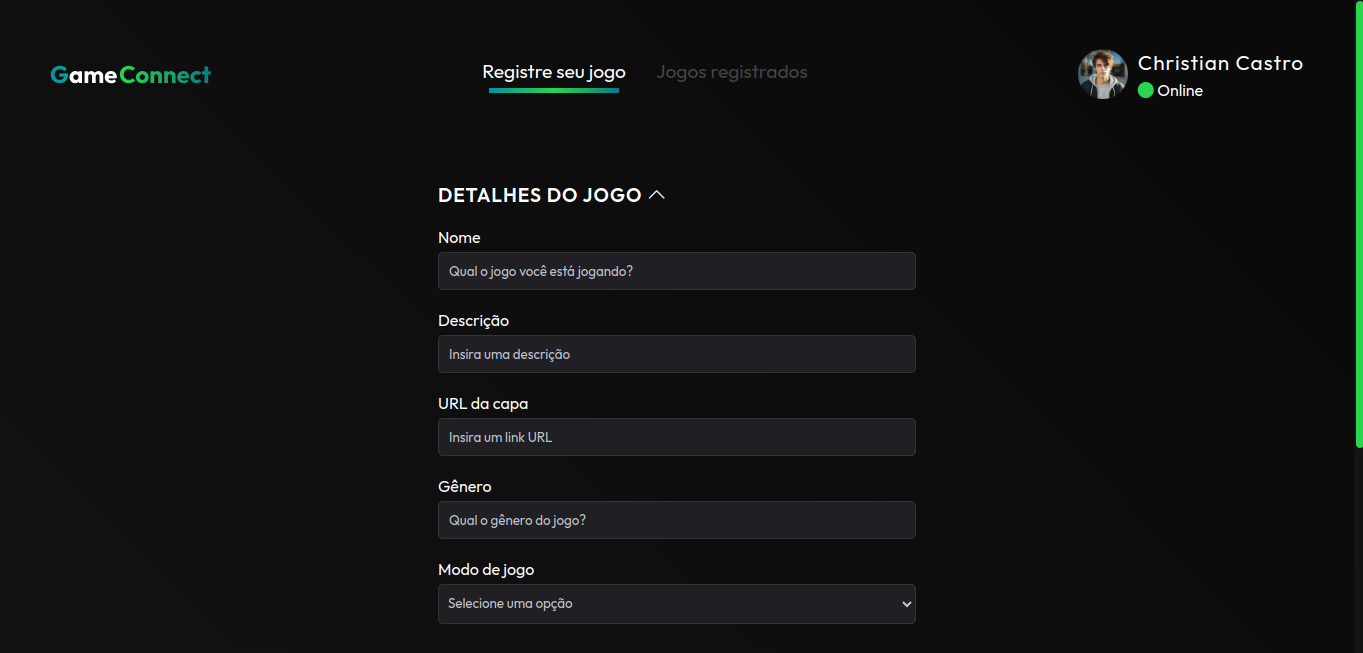 GameConnect
Registre seu jogo
Jogos registrados
Christian Castro
Online
DETALHES DO JOGO
Nome
Qual o jogo você está jogando?
Descrição
Insira uma descrição
URL da capa
Insira um link URL
Gênero
Qual o gênero do jogo?
Modo de jogo
Selecione uma opção